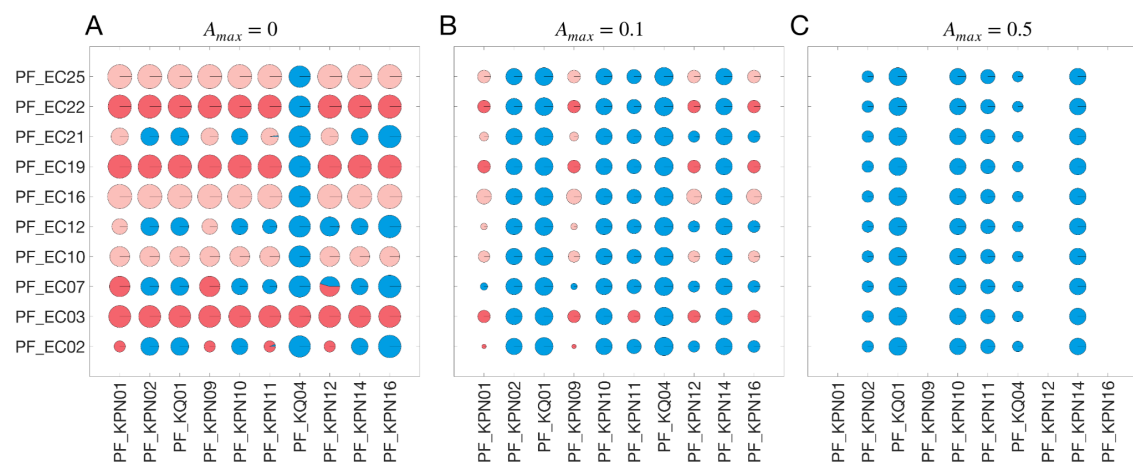 A
A_max = 0
B
A_max = 0.1
C
A_max = 0.5
PF_EC25
PF_EC22
PF_EC21
PF_EC19
PF_EC16
PF_EC12
PF_EC10
PF_EC07
PF_EC03
PF_EC02
PF_KPN01
PF_KPN02
PF_KQ01
PF_KPN09
PF_KPN10
PF_KPN11
PF_KQ04
PF_KPN12
PF_KPN14
PF_KPN16
PF_KPN01
PF_KPN02
PF_KQ01
PF_KPN09
PF_KPN10
PF_KPN11
PF_KQ04
PF_KPN12
PF_KPN14
PF_KPN16
PF_KPN01
PF_KPN02
PF_KQ01
PF_KPN09
PF_KPN10
PF_KPN11
PF_KQ04
PF_KPN12
PF_KPN14
PF_KPN16